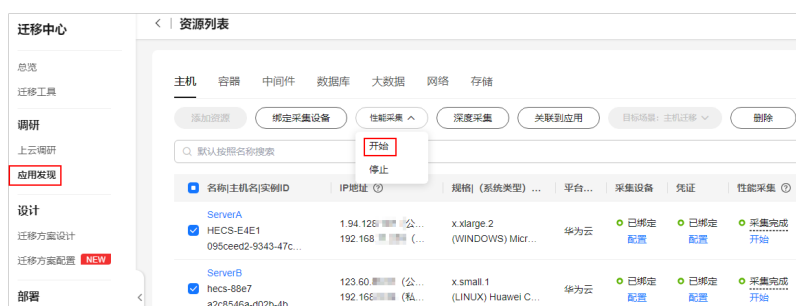 迁移中心
资源列表
总览
迁移工具
调研
上云调研
应用发现
设计
迁移方案设计
迁移方案配置 NEW
部署
主机 容器 中间件 数据库 大数据 网络 存储
添加资源 绑定采集设备 性能采集 深度采集 关联到应用 目标场景：主机迁移 删除
开始
停止
默认按照名称搜索
名称|主机名|实例ID IP地址 规格| (系统类型) ... 平台... 采集设备 凭证 性能采集
ServerA
HECS-E4E1
095ceed2-9343-47c...
1.94.128 (公...
192.168 (...
x.xlarge.2
(WINDOWS) Micr...
华为云
已绑定
配置
已绑定
配置
采集完成
开始
ServerB
hecs-88e7
a2c8546a-d02b-4b
123.60. (公...
192.168 (私...
x.small.1
(LINUX) Huawei C...
华为云
已绑定
配置
已绑定
配置
采集完成
开始